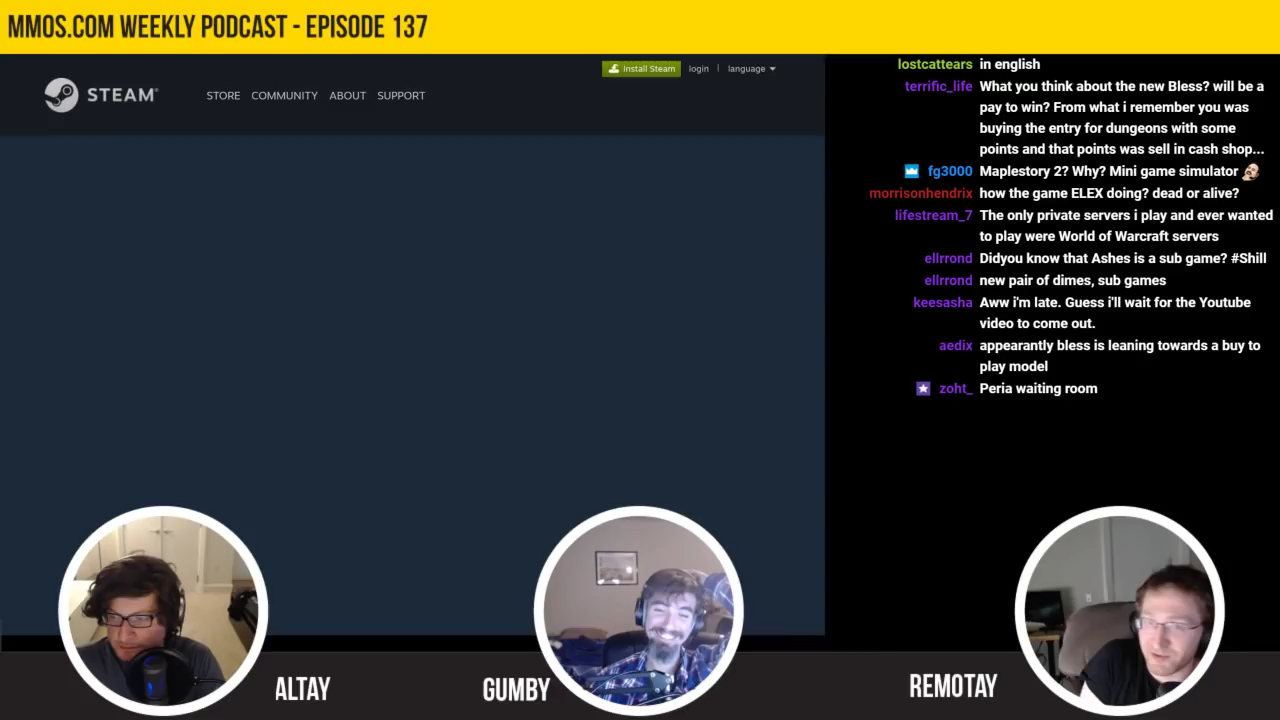 MMOS.COM WEEKLY PODCAST - EPISODE 137
Install Steam login | language
STEAM®
STORE COMMUNITY ABOUT SUPPORT
lostcattears in english
terrific_life What you think about the new Bless? will be a
pay to win? From what i remember you was
buying the entry for dungeons with some
points and that points was sell in cash shop...
fg3000 Maplestory 2? Why? Mini game simulator
morrisonhendrix how the game ELEX doing? dead or alive?
lifestream_7 The only private servers i play and ever wanted
to play were World of Warcraft servers
ellrrond Didyou know that Ashes is a sub game? #Shill
ellrrond new pair of dimes, sub games
keesasha Aww i'm late. Guess i'll wait for the Youtube
video to come out.
aedix appearantly bless is leaning towards a buy to
play model
zoht_ Peria waiting room
ALTAY
GUMBY
REMOTAY